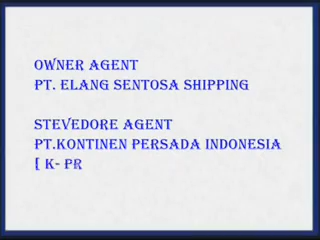 OWNER AGENT
PT. ELANG SENTOSA SHIPPING
STEVEDORE AGENT
PT.KONTINEN PERSADA INDONESIA
[ K- PR